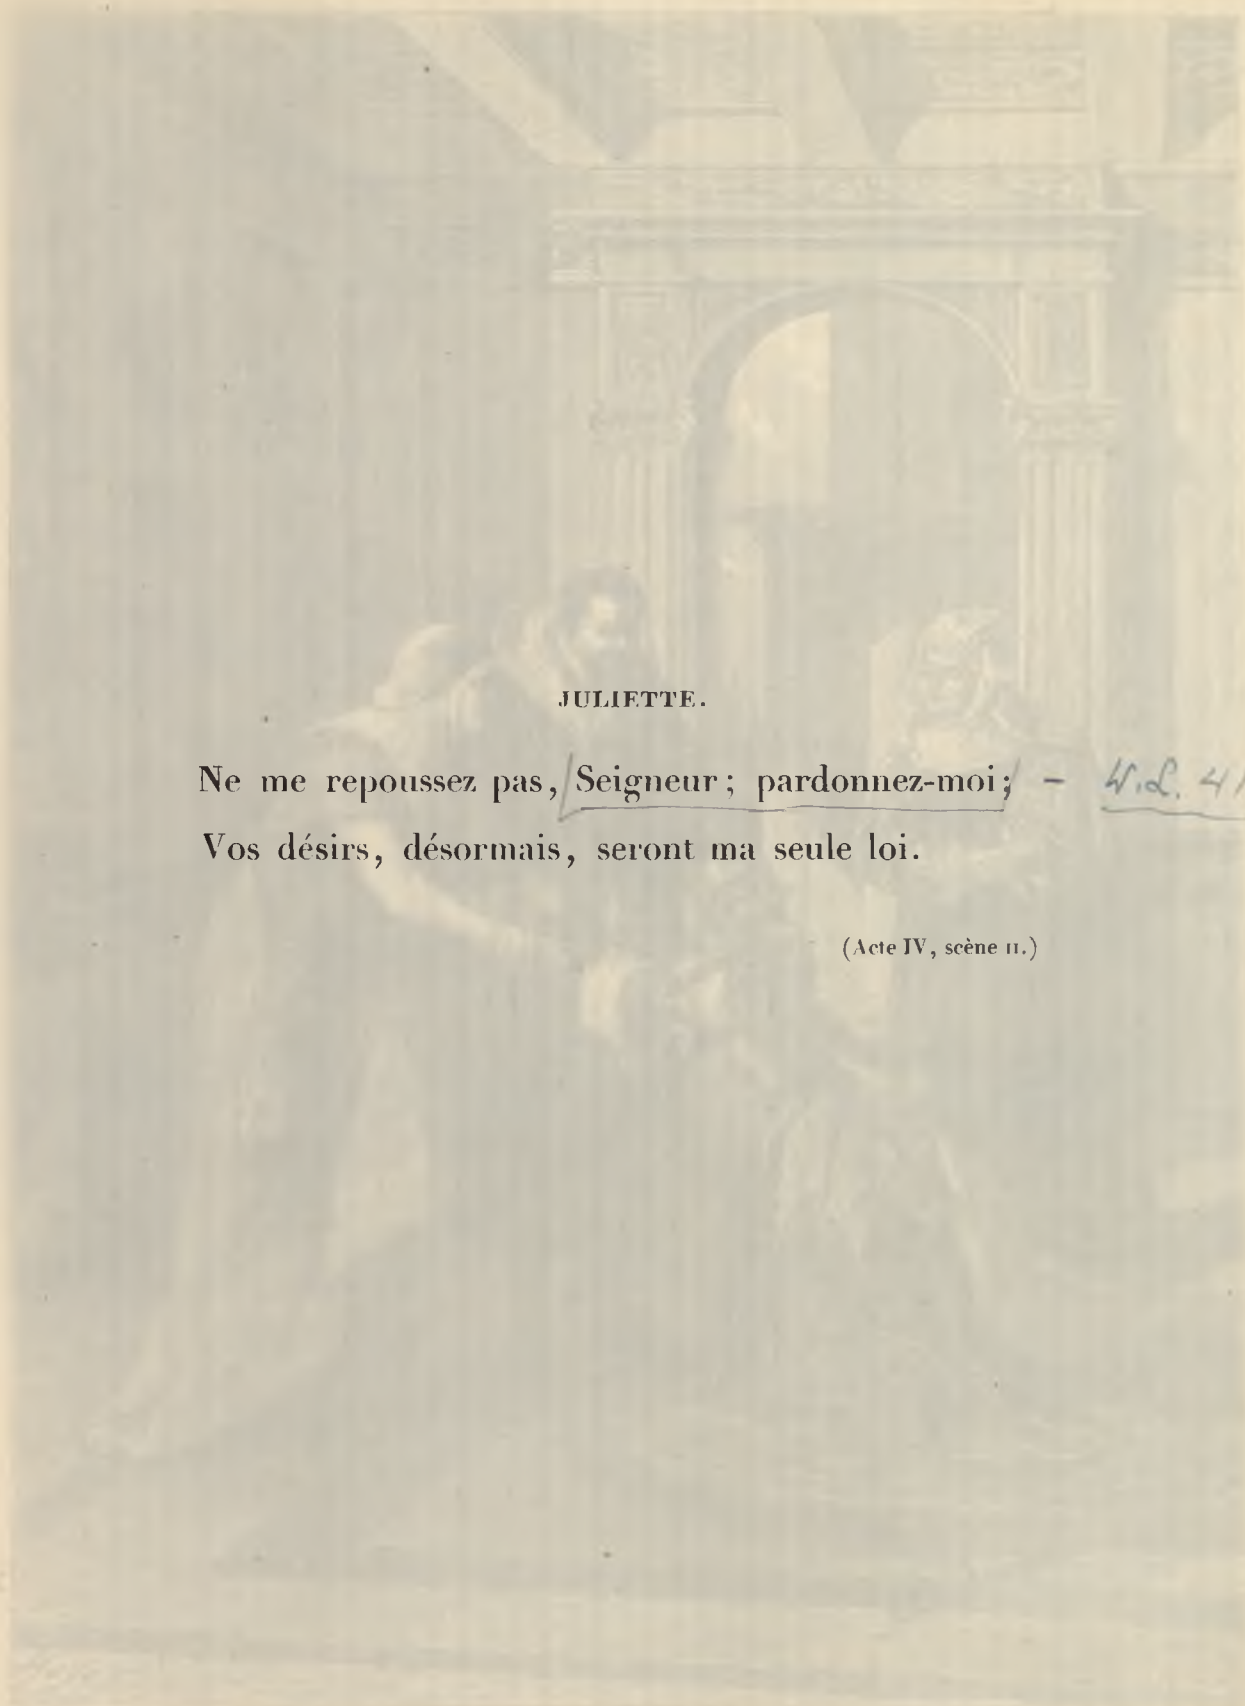 JULIETTE.
Ne me repoussez pas, Seigneur ; pardonnez-moi ; – W.L. 41
Vos désirs, désormais, seront ma seule loi.
(Acte IV, scène II.)